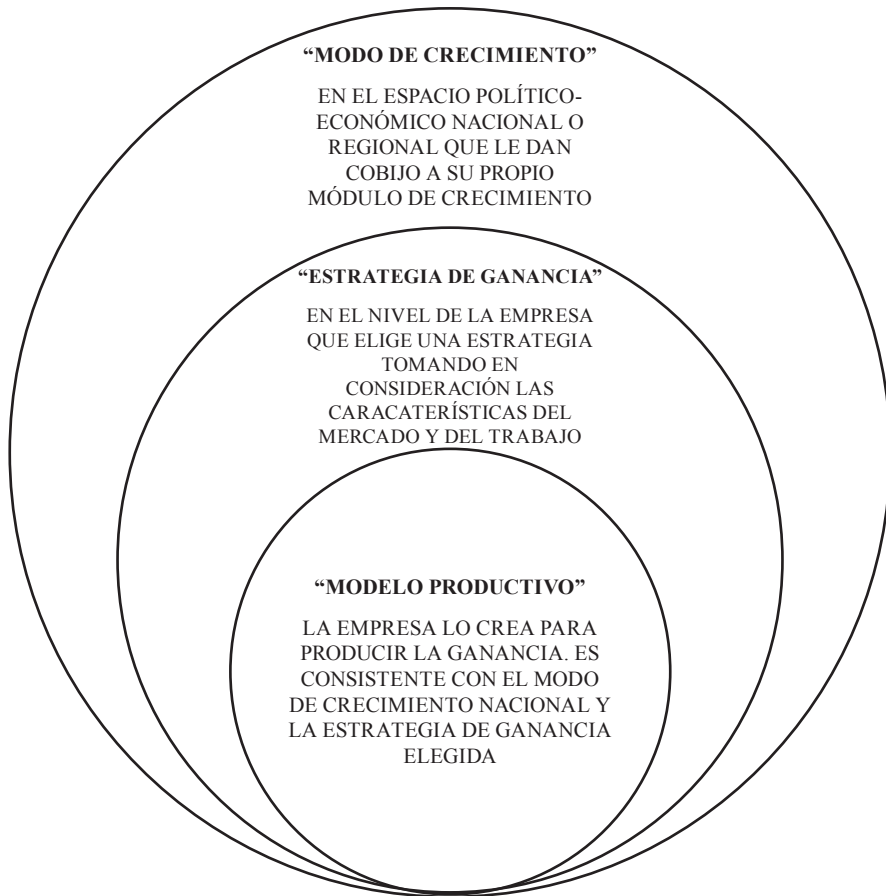 “MODO DE CRECIMIENTO”
EN EL ESPACIO POLÍTICO-
ECONÓMICO NACIONAL O
REGIONAL QUE LE DAN
COBIJO A SU PROPIO
MÓDULO DE CRECIMIENTO
“ESTRATEGIA DE GANANCIA”
EN EL NIVEL DE LA EMPRESA
QUE ELIGE UNA ESTRATEGIA
TOMANDO EN
CONSIDERACIÓN LAS
CARACATERÍSTICAS DEL
MERCADO Y DEL TRABAJO
“MODELO PRODUCTIVO”
LA EMPRESA LO CREA PARA
PRODUCIR LA GANANCIA. ES
CONSISTENTE CON EL MODO
DE CRECIMIENTO NACIONAL Y
LA ESTRATEGIA DE GANANCIA
ELEGIDA